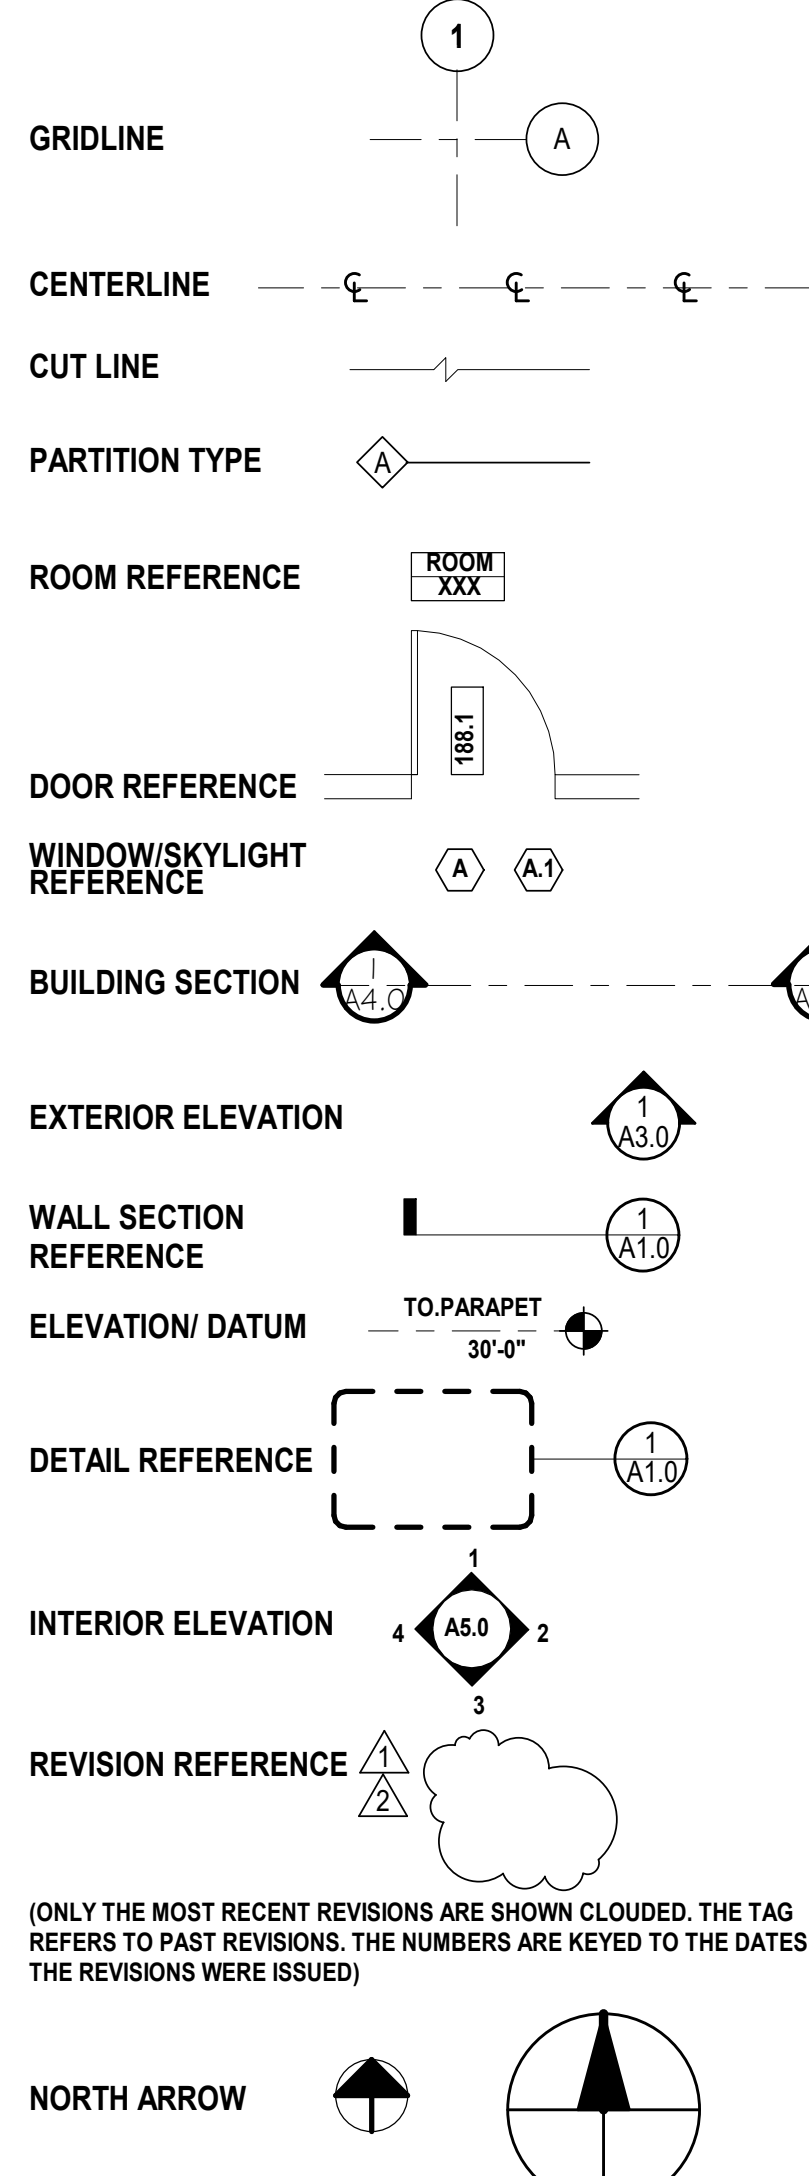 1
GRIDLINE A
CENTERLINE ℄ ℄ ℄
CUT LINE
PARTITION TYPE A
ROOM REFERENCE
ROOM
XXX
188.1
DOOR REFERENCE
WINDOW/SKYLIGHT
REFERENCE
A A.1
BUILDING SECTION
1
A4.0
A
EXTERIOR ELEVATION
1
A3.0
WALL SECTION
REFERENCE
1
A1.0
ELEVATION/ DATUM
TO.PARAPET
30'-0"
DETAIL REFERENCE
1
A1.0
INTERIOR ELEVATION
1
4 A5.0 2
3
REVISION REFERENCE
1
2
(ONLY THE MOST RECENT REVISIONS ARE SHOWN CLOUDED. THE TAG
REFERS TO PAST REVISIONS. THE NUMBERS ARE KEYED TO THE DATES
THE REVISIONS WERE ISSUED)
NORTH ARROW